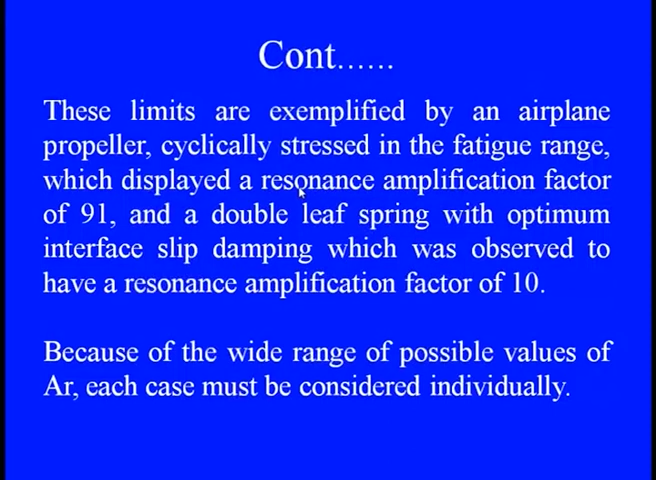 Cont......
These limits are exemplified by an airplane
propeller, cyclically stressed in the fatigue range,
which displayed a resonance amplification factor
of 91, and a double leaf spring with optimum
interface slip damping which was observed to
have a resonance amplification factor of 10.
Because of the wide range of possible values of
Ar, each case must be considered individually.